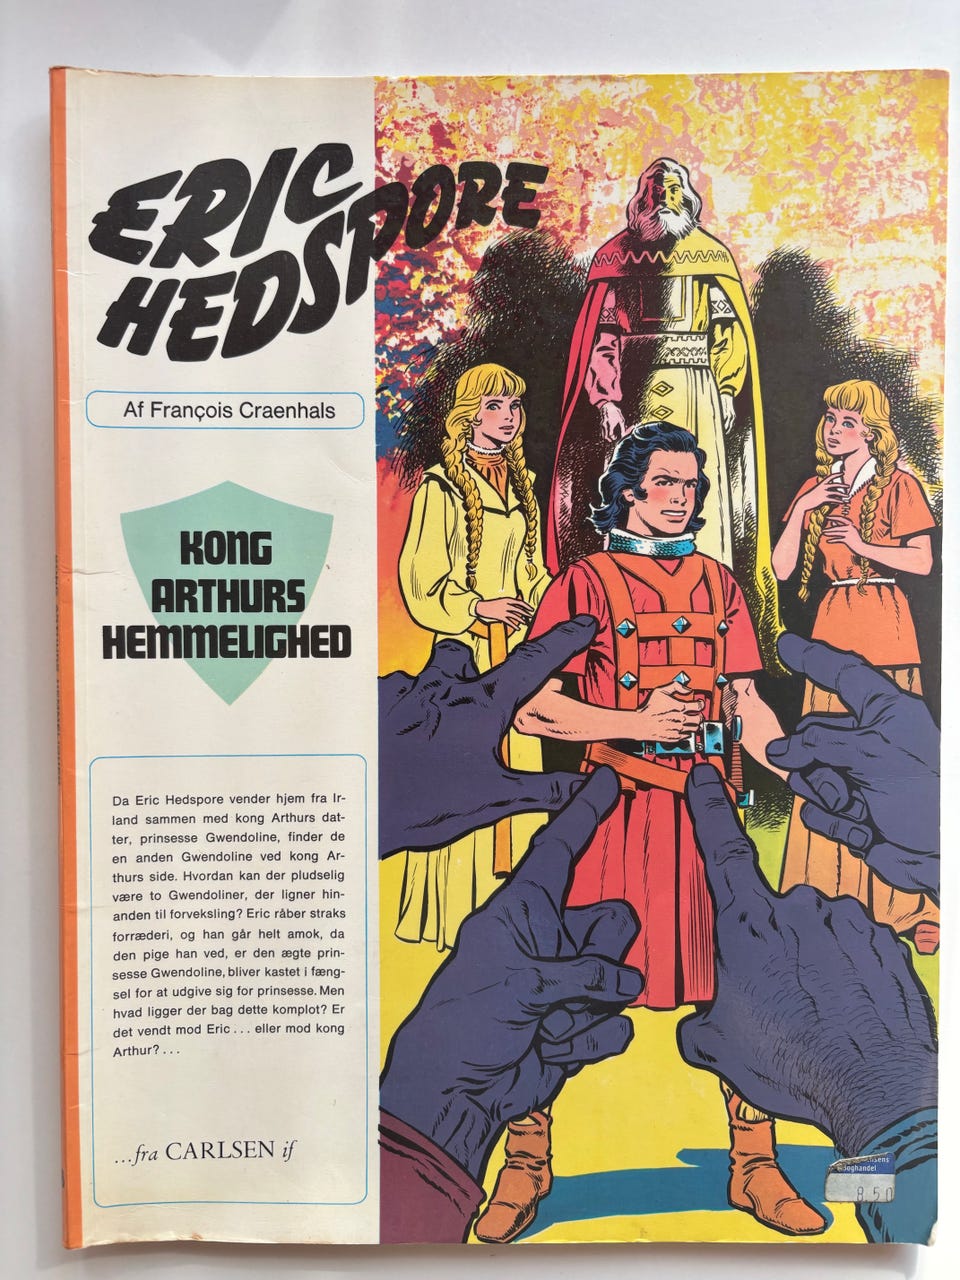 ERIC
HEDSPORE
Af François Craenhals
KONG
ARTHURS
HEMMELIGHED
Da Eric Hedspore vender hjem fra Ir-
land sammen med kong Arthurs dat-
ter, prinsesse Gwendoline, finder de
en anden Gwendoline ved kong Ar-
thurs side. Hvordan kan der pludselig
være to Gwendoliner, der ligner hin-
anden til forveksling? Eric råber straks
forræderi, og han går helt amok, da
den pige han ved, er den ægte prin-
sesse Gwendoline, bliver kastet i fæng-
sel for at udgive sig for prinsesse. Men
hvad ligger der bag dette komplot? Er
det vendt mod Eric... eller mod kong
Arthur?...
...fra CARLSEN if
8.50